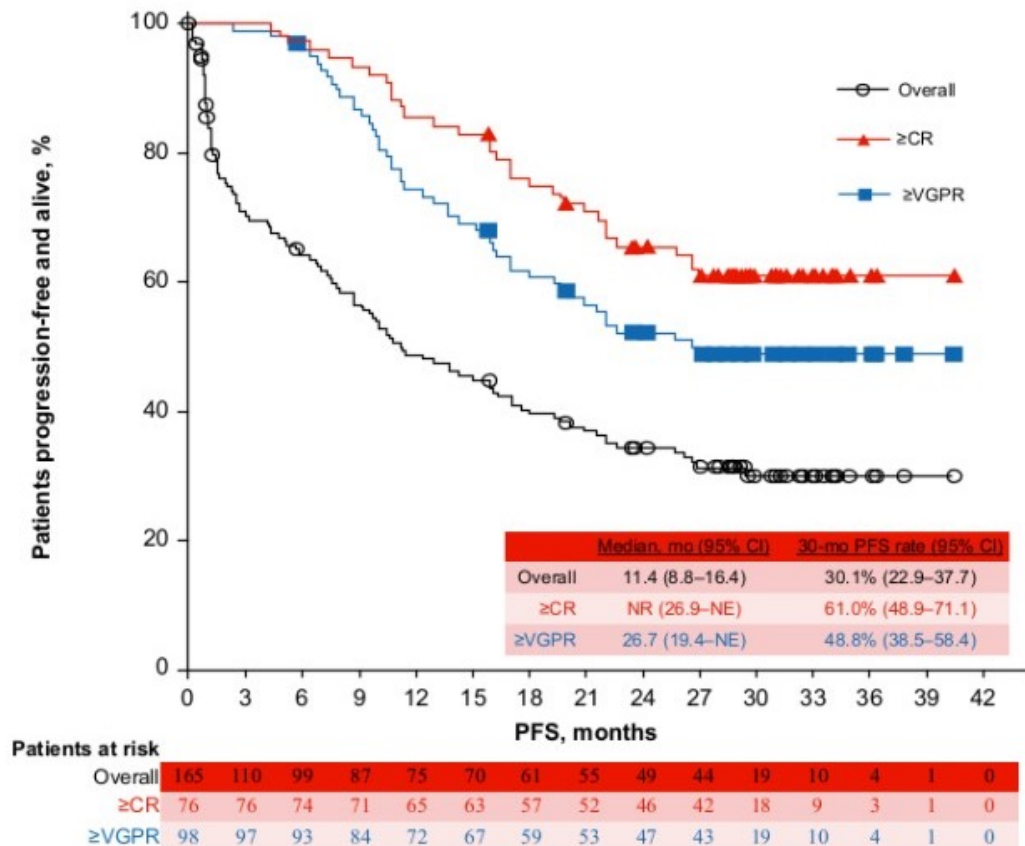 Patients progression-free and alive, %
100
80
60
40
20
0
Overall
≥CR
≥VGPR
Median, mo (95% CI) 30-mo PFS rate (95% CI)
Overall 11.4 (8.8–16.4) 30.1% (22.9–37.7)
≥CR NR (26.9–NE) 61.0% (48.9–71.1)
≥VGPR 26.7 (19.4–NE) 48.8% (38.5–58.4)
0 3 6 9 12 15 18 21 24 27 30 33 36 39 42
PFS, months
Patients at risk
Overall 165 110 99 87 75 70 61 55 49 44 19 10 4 1 0
≥CR 76 76 74 71 65 63 57 52 46 42 18 9 3 1 0
≥VGPR 98 97 93 84 72 67 59 53 47 43 19 10 4 1 0